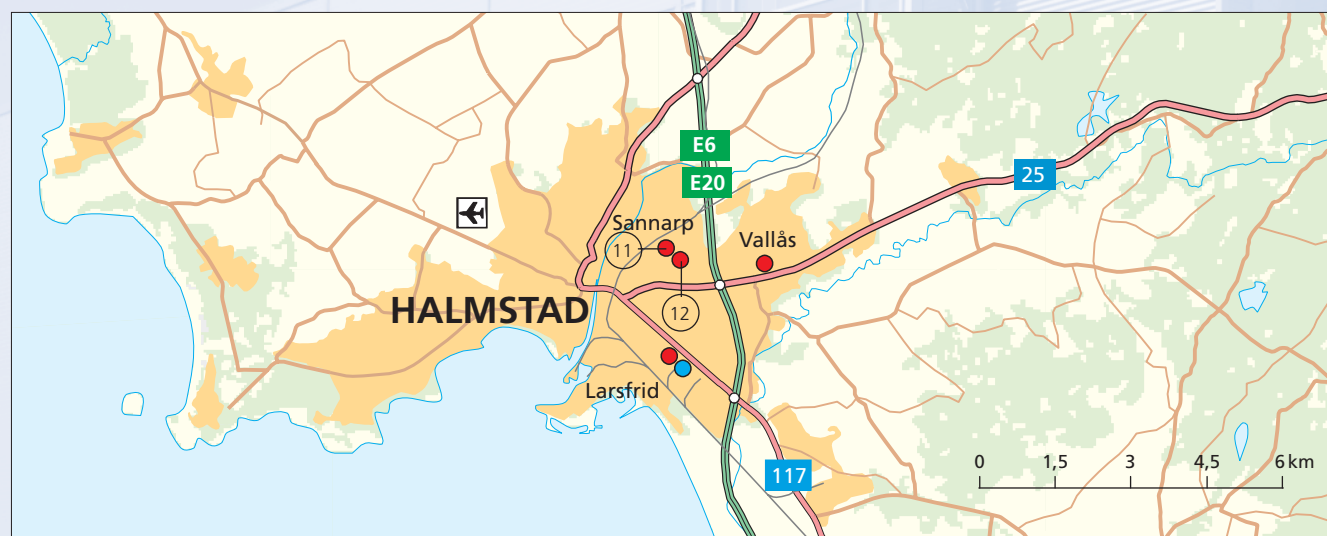 E6
E20
25
Sannarp
11
Vallås
HALMSTAD
12
Larsfrid
117
0 1,5 3 4,5 6 km